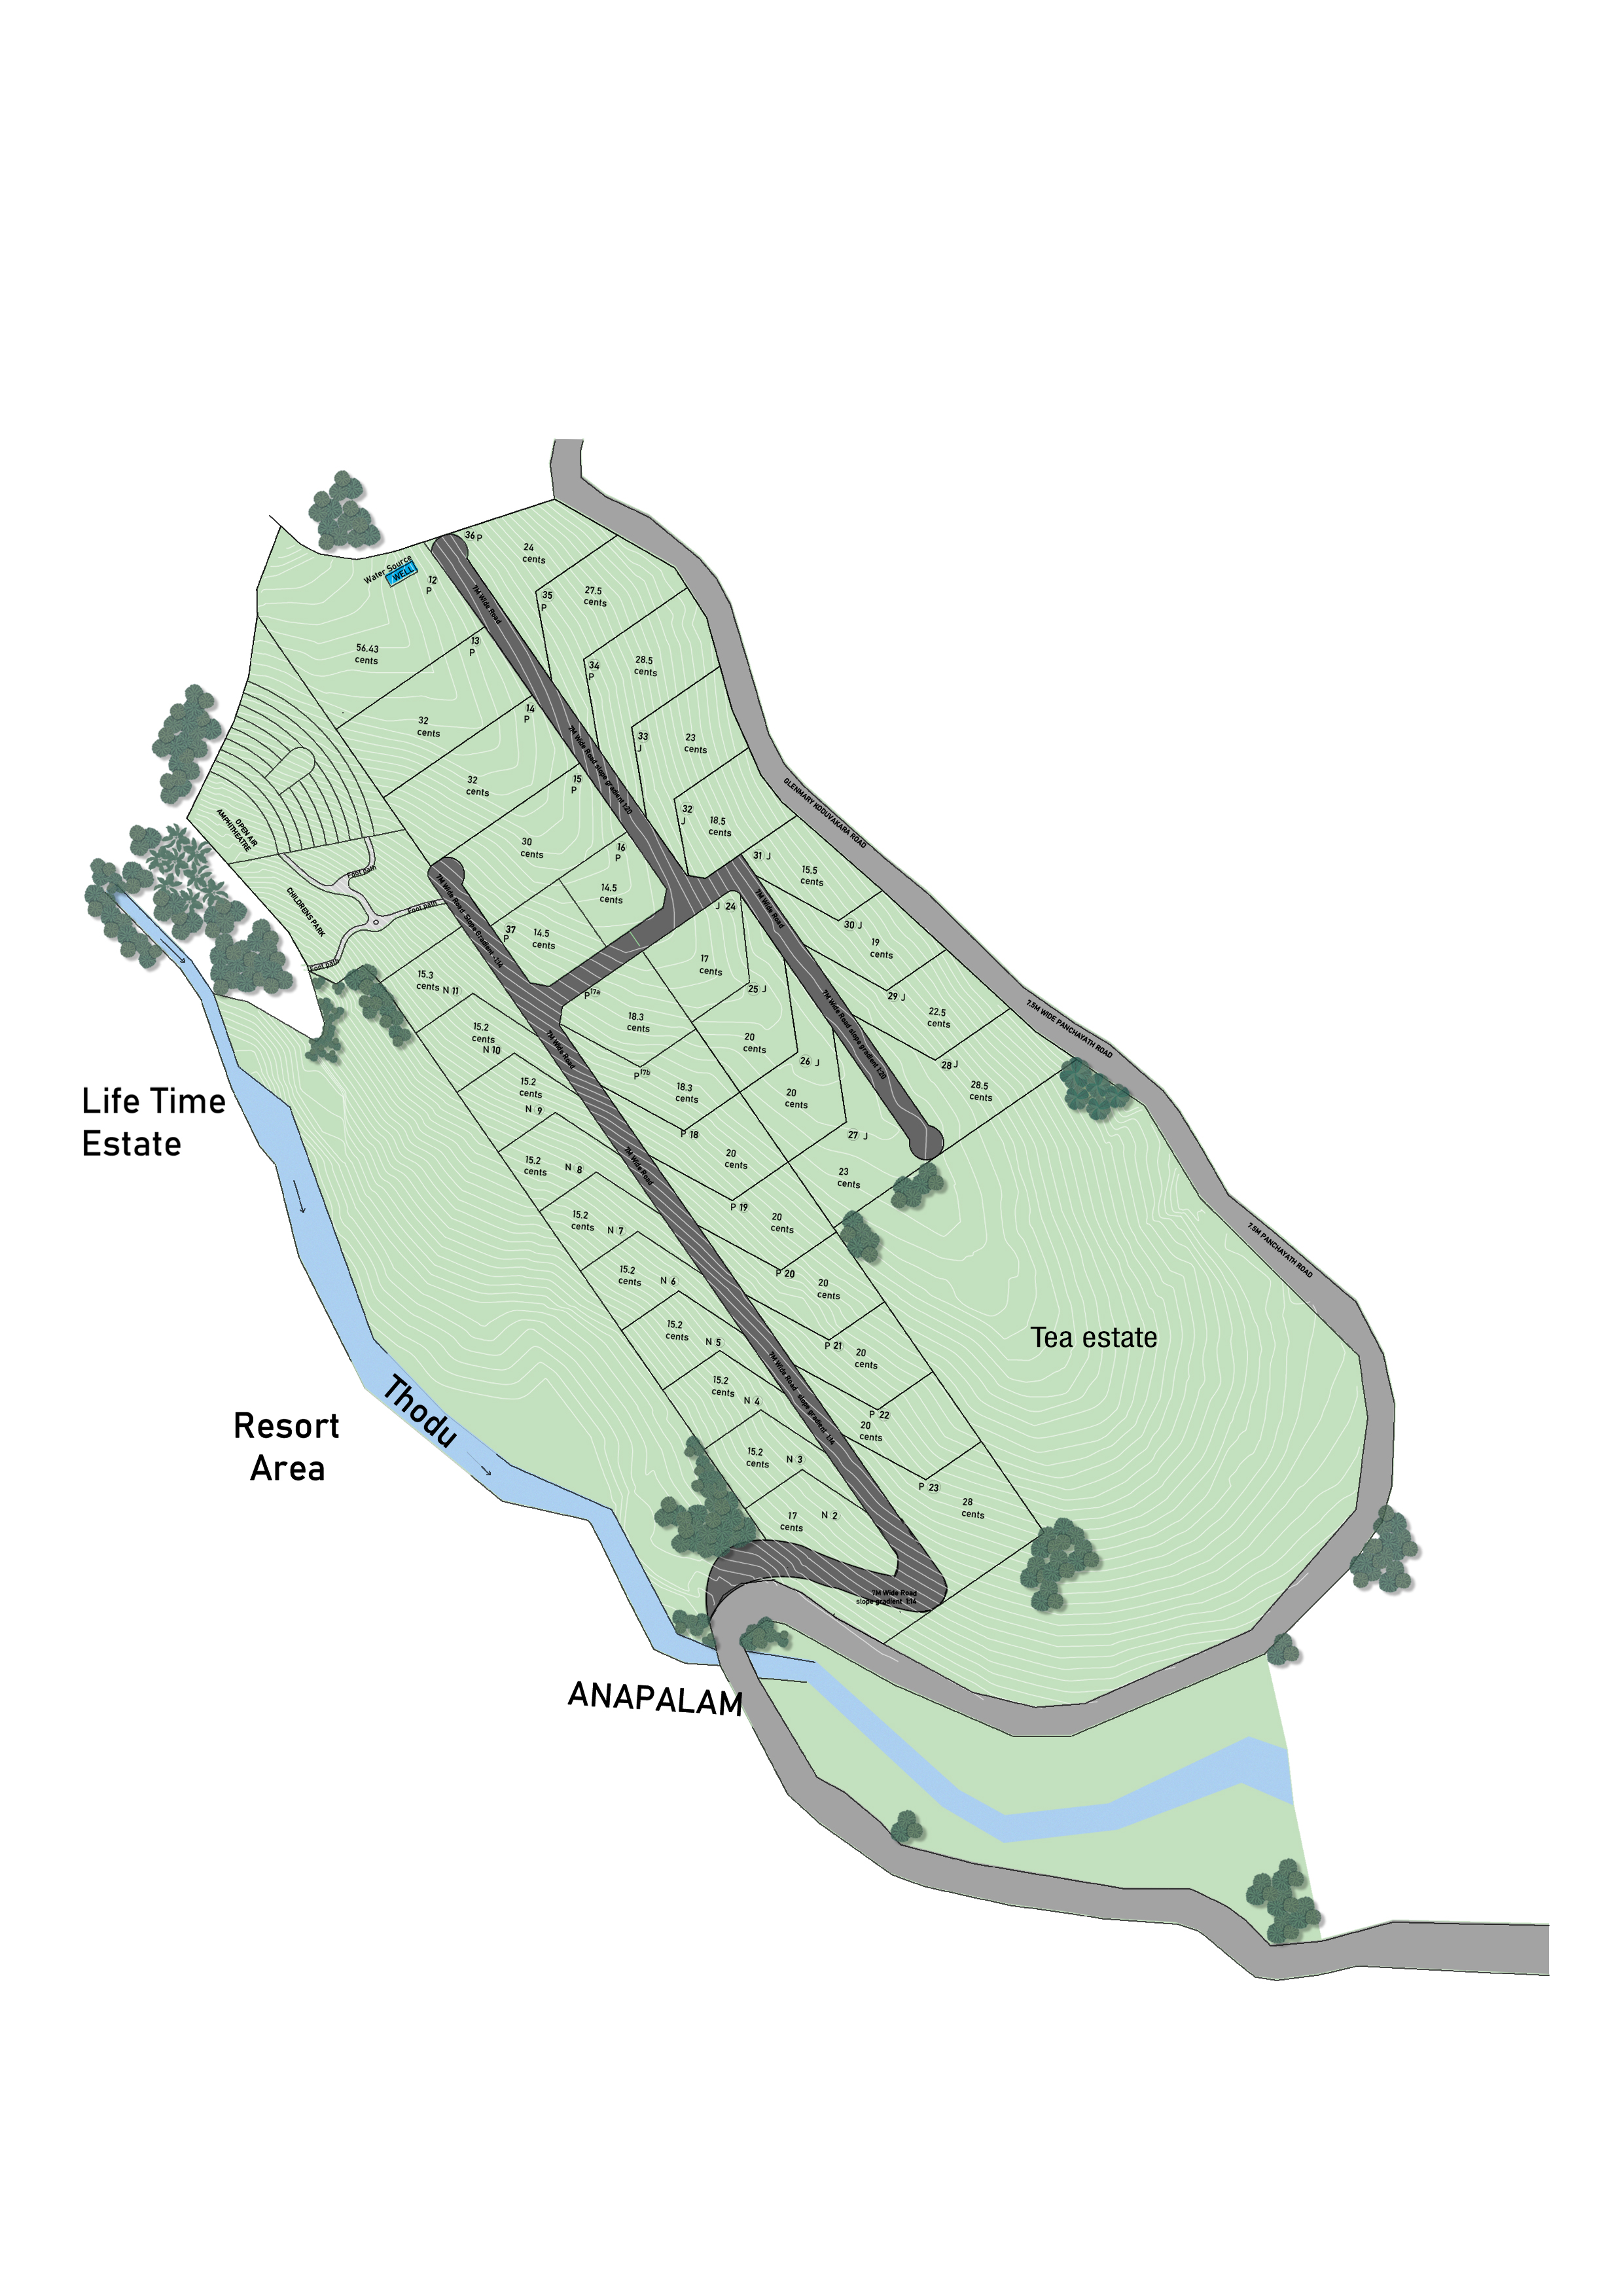 36 P
24
cents
Water Source
WELL
12
P
7M Wide Road
35
P
27.5
cents
56.43
cents
13
P
34
P
28.5
cents
32
cents
14
P
33
J
23
cents
7M Wide Road slope gradient 1:20
32
cents
15
P
32
J
18.5
cents
GLENMARY KODUVAKARA ROAD
OPEN AIR
AMPHITHEATRE
30
cents
16
P
31 J
15.5
cents
Foot path
CHILDRENS PARK
Foot path
Foot path
7M Wide Road Slope Gradient -1:14
14.5
cents
J 24
7M Wide Road
30 J
19
cents
37
P
14.5
cents
17
cents
15.3
cents N 11
P 17a
25 J
29 J
22.5
cents
7M Wide Road slope gradient 1:20
7.5M WIDE PANCHAYATH ROAD
15.2
cents
N 10
18.3
cents
20
cents
7M Wide Road
26 J
28 J
28.5
cents
15.2
cents
N 9
P 17b
18.3
cents
20
cents
Life Time
Estate
P 18
20
cents
27 J
23
cents
15.2
cents
N 8
7M Wide Road
P 19
20
cents
15.2
cents
N 7
7.5M PANCHAYATH ROAD
15.2
cents
N 6
P 20
20
cents
15.2
cents
N 5
P 21
20
cents
Tea estate
15.2
cents
N 4
7M Wide Road slope gradient 1:14
P 22
20
cents
Thodu
Resort
Area
15.2
cents
N 3
P 23
28
cents
17
cents
N 2
7M Wide Road
slope gradient 1:14
ANAPALAM